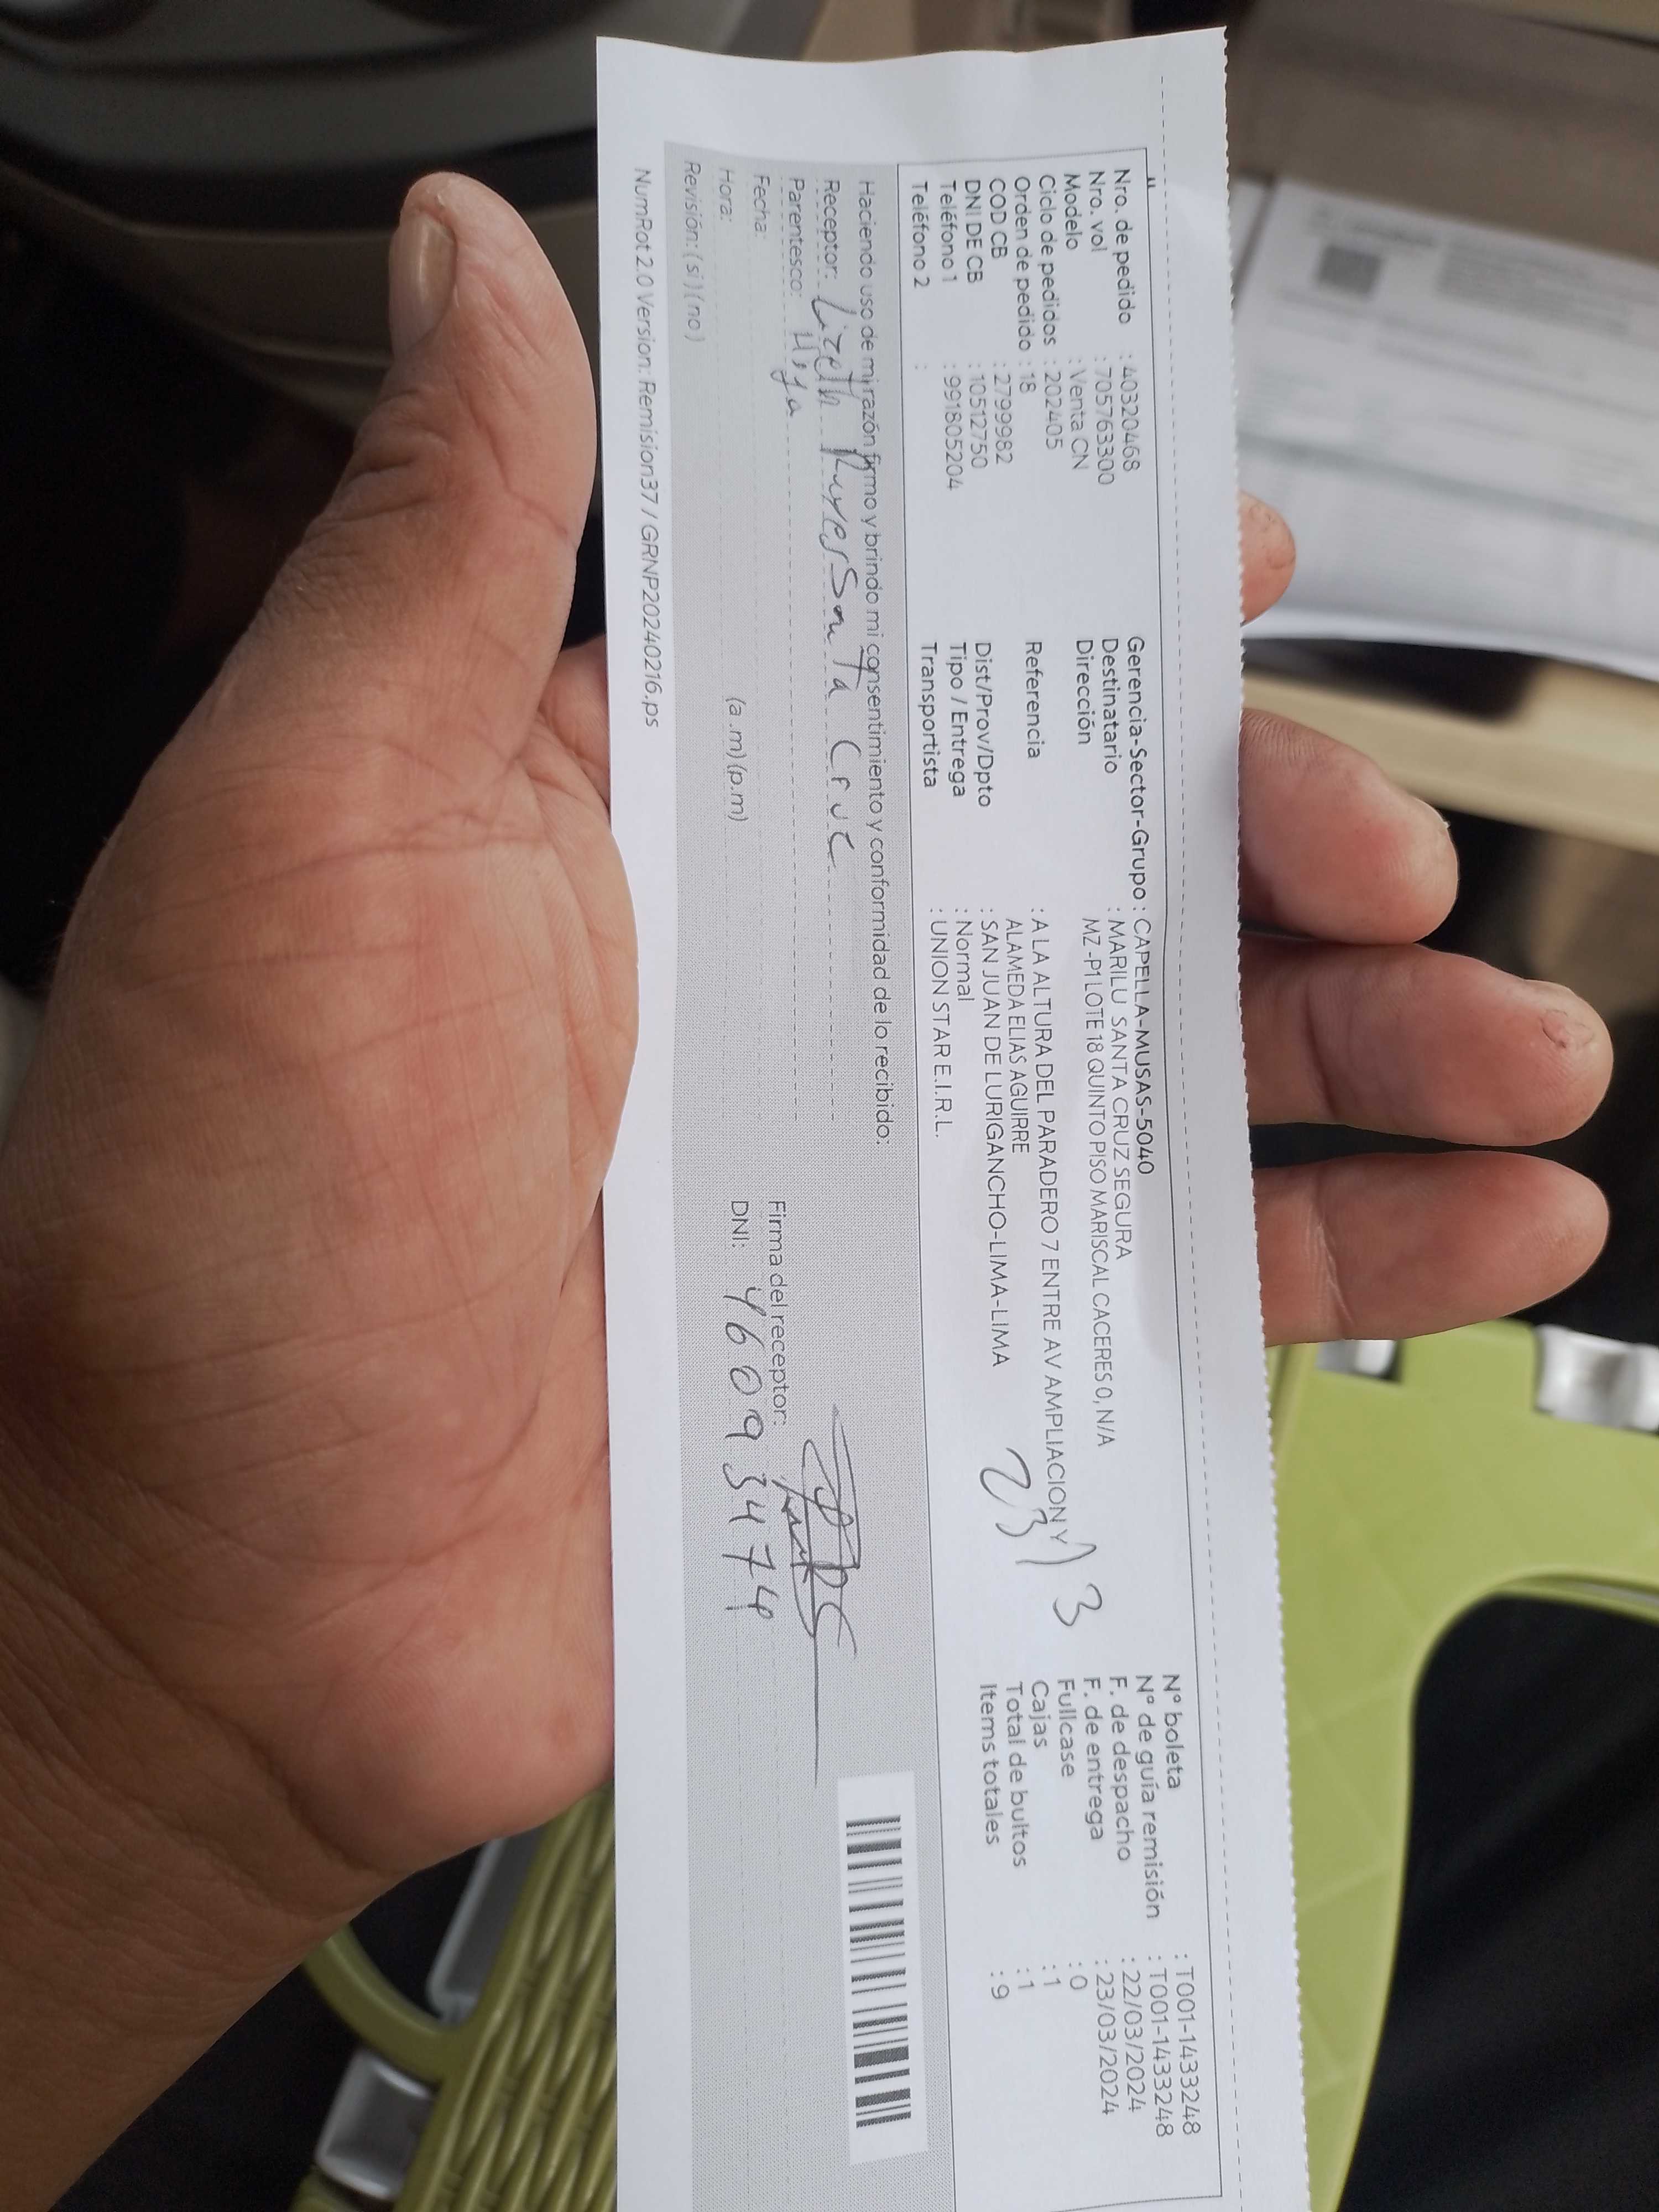 Nro. de pedido : 40320468
Nro. vol : 705763300
Modelo : Venta CN
Ciclo de pedidos : 202405
Orden de pedido : 18
COD CB : 2799982
DNI DE CB : 10512750
Teléfono 1 : 991805204
Teléfono 2 :
Gerencia-Sector-Grupo : CAPELLA-MUSAS-5040
Destinatario : MARILU SANTA CRUZ SEGURA
Dirección MZ -P1 LOTE 18 QUINTO PISO MARISCAL CACERES 0, N/A
Referencia : A LA ALTURA DEL PARADERO 7 ENTRE AV AMPLIACION Y
ALAMEDA ELIAS AGUIRRE
Dist/Prov/Dpto : SAN JUAN DE LURIGANCHO-LIMA-LIMA
Tipo / Entrega : Normal
Transportista : UNION STAR E.I.R.L.
23/3
N° boleta : T001-1433248
N° de guía remisión : T001-1433248
F. de despacho : 22/03/2024
F. de entrega : 23/03/2024
Fullcase : 0
Cajas : 1
Total de bultos : 1
Items totales : 9
Haciendo uso de mi razón firmo y brindo mi consentimiento y conformidad de lo recibido:
Receptor: Lizeth Reyes Santa Cruz
Parentesco: Hija
Fecha:
Hora: (a .m) (p.m)
Revisión: ( si ) ( no )
Firma del receptor:
DNI: 46093474
NumRot 2.0 Version: Remision37 / GRNP20240216.ps